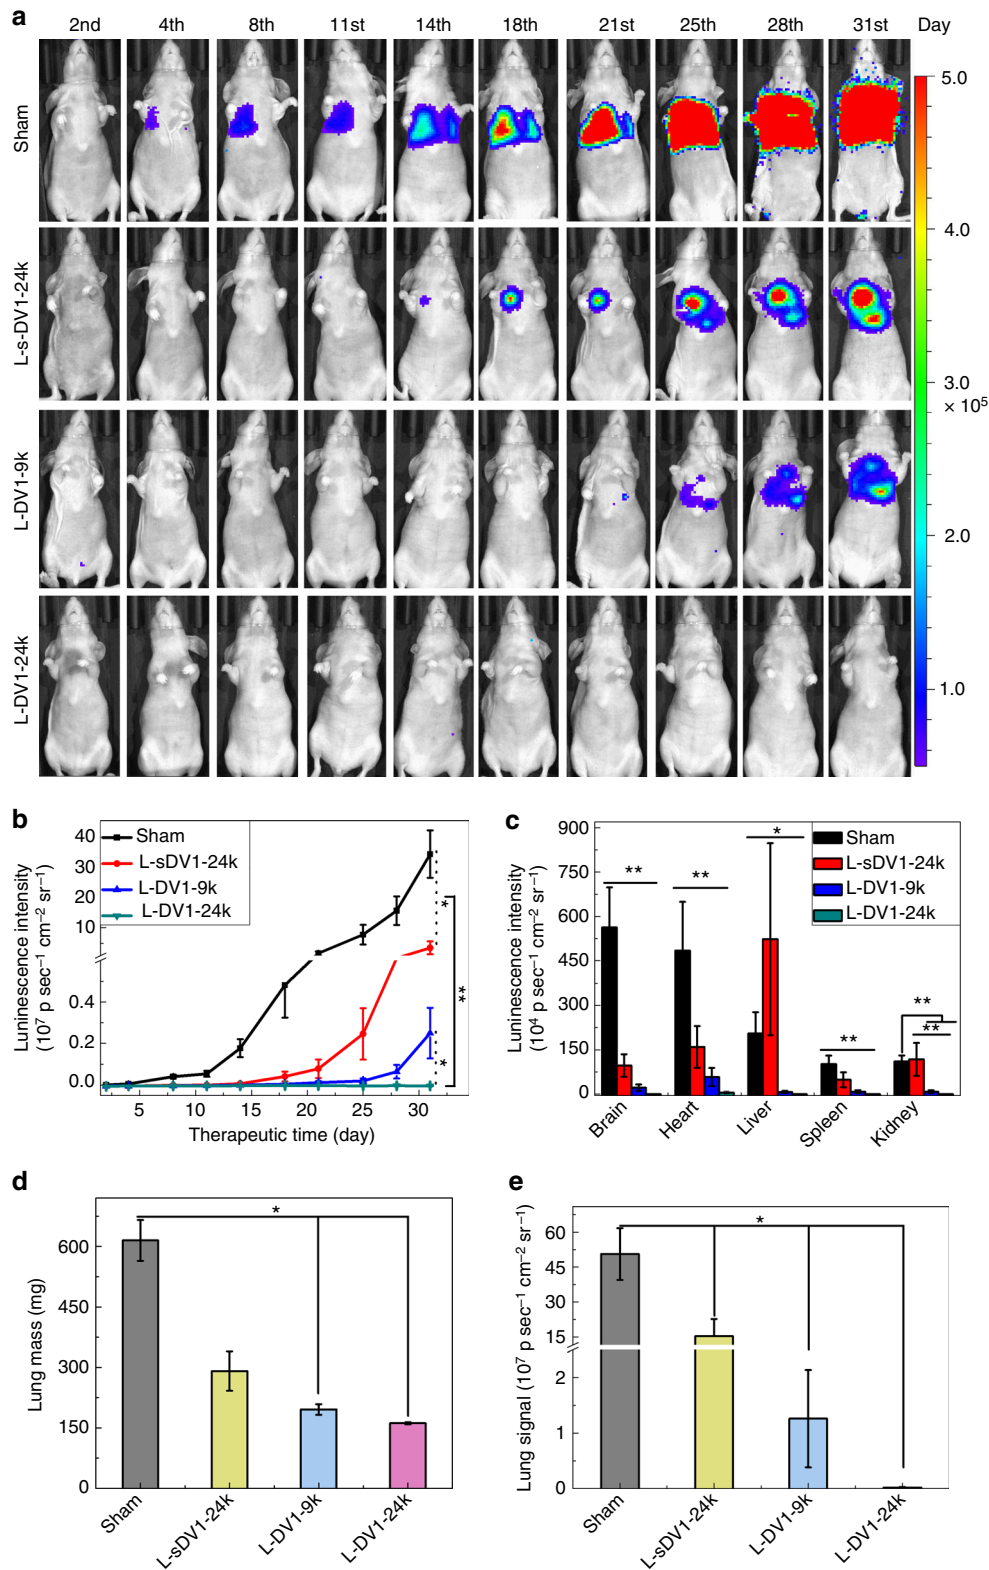 a
2nd 4th 8th 11st 14th 18th 21st 25th 28th 31st Day
Sham
L-s-DV1-24k
L-DV1-9k
L-DV1-24k
5.0
4.0
3.0
× 10⁵
2.0
1.0
b
Luninescence intensity
(10⁷ p sec⁻¹ cm⁻² sr⁻¹)
40
30
20
10
0.4
0.2
0.0
Sham
L-sDV1-24k
L-DV1-9k
L-DV1-24k
*
**
*
5 10 15 20 25 30
Therapeutic time (day)
c
Luninescence intensity
(10⁴ p sec⁻¹ cm⁻² sr⁻¹)
900
750
600
450
300
150
0
Sham
L-sDV1-24k
L-DV1-9k
L-DV1-24k
**
**
*
**
**
**
Brain
Heart
Liver
Spleen
Kidney
d
Lung mass (mg)
600
450
300
150
0
*
Sham
L-sDV1-24k
L-DV1-9k
L-DV1-24k
e
Lung signal (10⁷ p sec⁻¹ cm⁻² sr⁻¹)
60
45
30
15
2
1
0
*
Sham
L-sDV1-24k
L-DV1-9k
L-DV1-24k